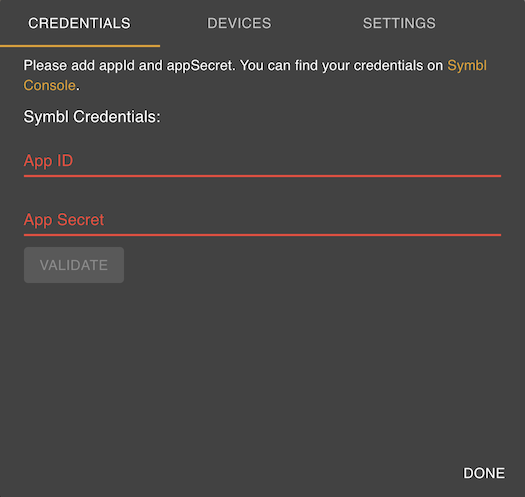 CREDENTIALS DEVICES SETTINGS
Please add appId and appSecret. You can find your credentials on Symbl
Console.
Symbl Credentials:
App ID
App Secret
VALIDATE
DONE